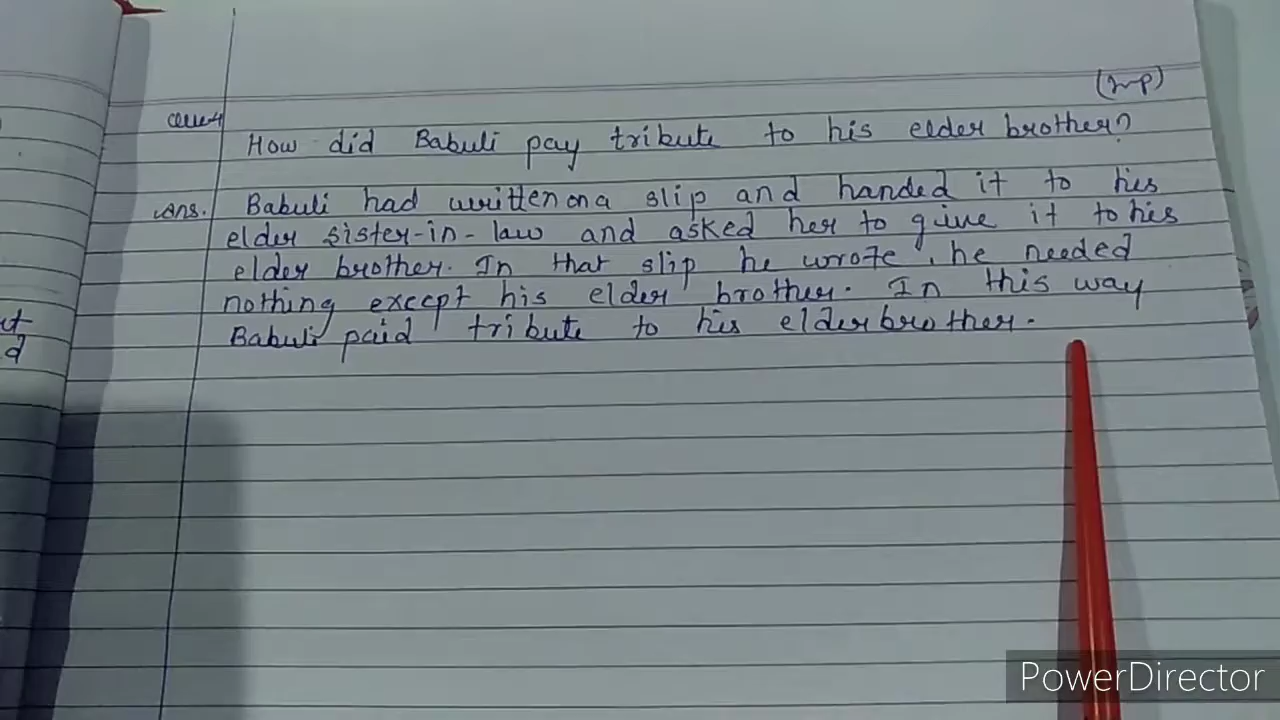 (Imp)
Ques4
How did Babuli pay tribute to his elder brother?
Ans. Babuli had written on a slip and handed it to his
elder sister-in-law and asked her to give it to his
elder brother. In that slip he wrote, he needed
nothing except his elder brother. In this way
Babuli paid tribute to his elder brother.
d
PowerDirector